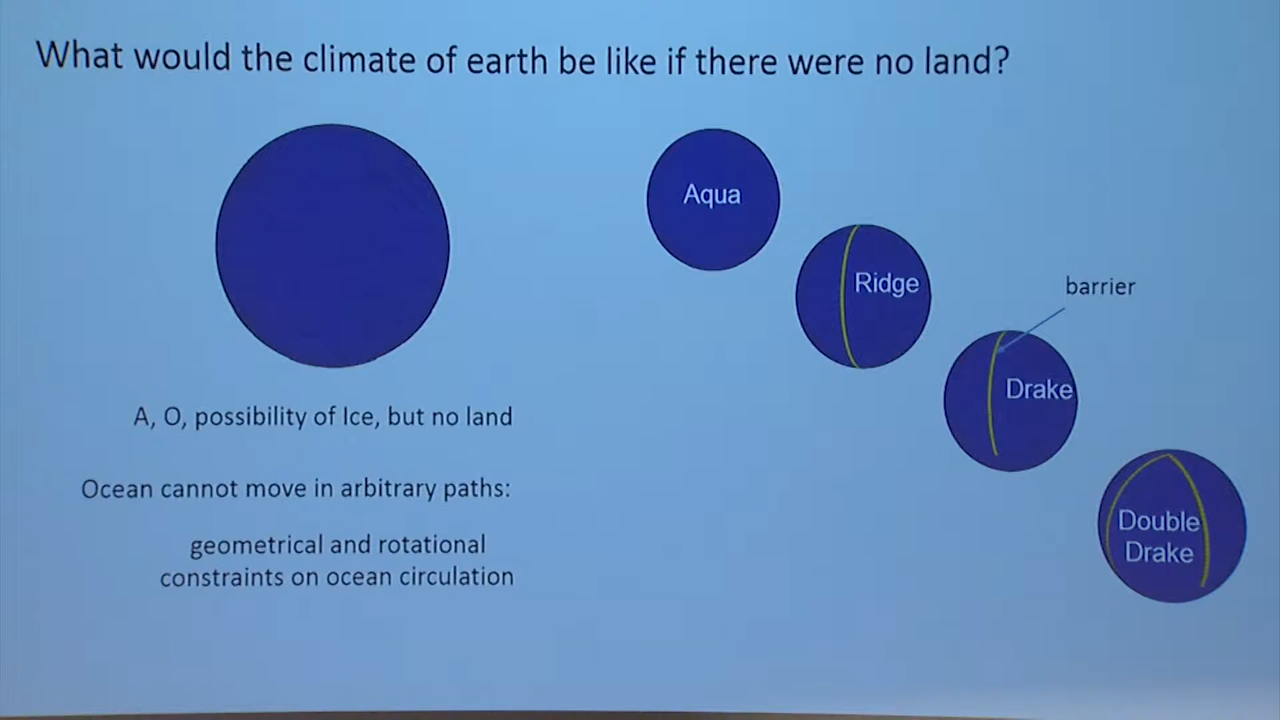 What would the climate of earth be like if there were no land?
Aqua
Ridge
barrier
Drake
A, O, possibility of Ice, but no land
Ocean cannot move in arbitrary paths:
Double
Drake
geometrical and rotational
constraints on ocean circulation